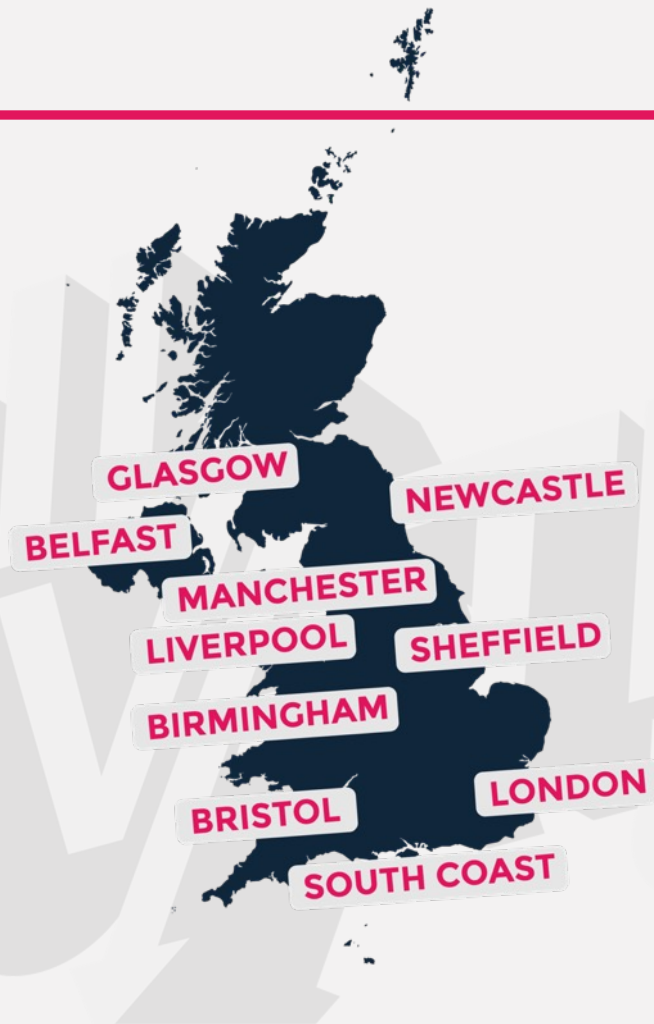 GLASGOW
NEWCASTLE
BELFAST
MANCHESTER
LIVERPOOL
SHEFFIELD
BIRMINGHAM
LONDON
BRISTOL
SOUTH COAST